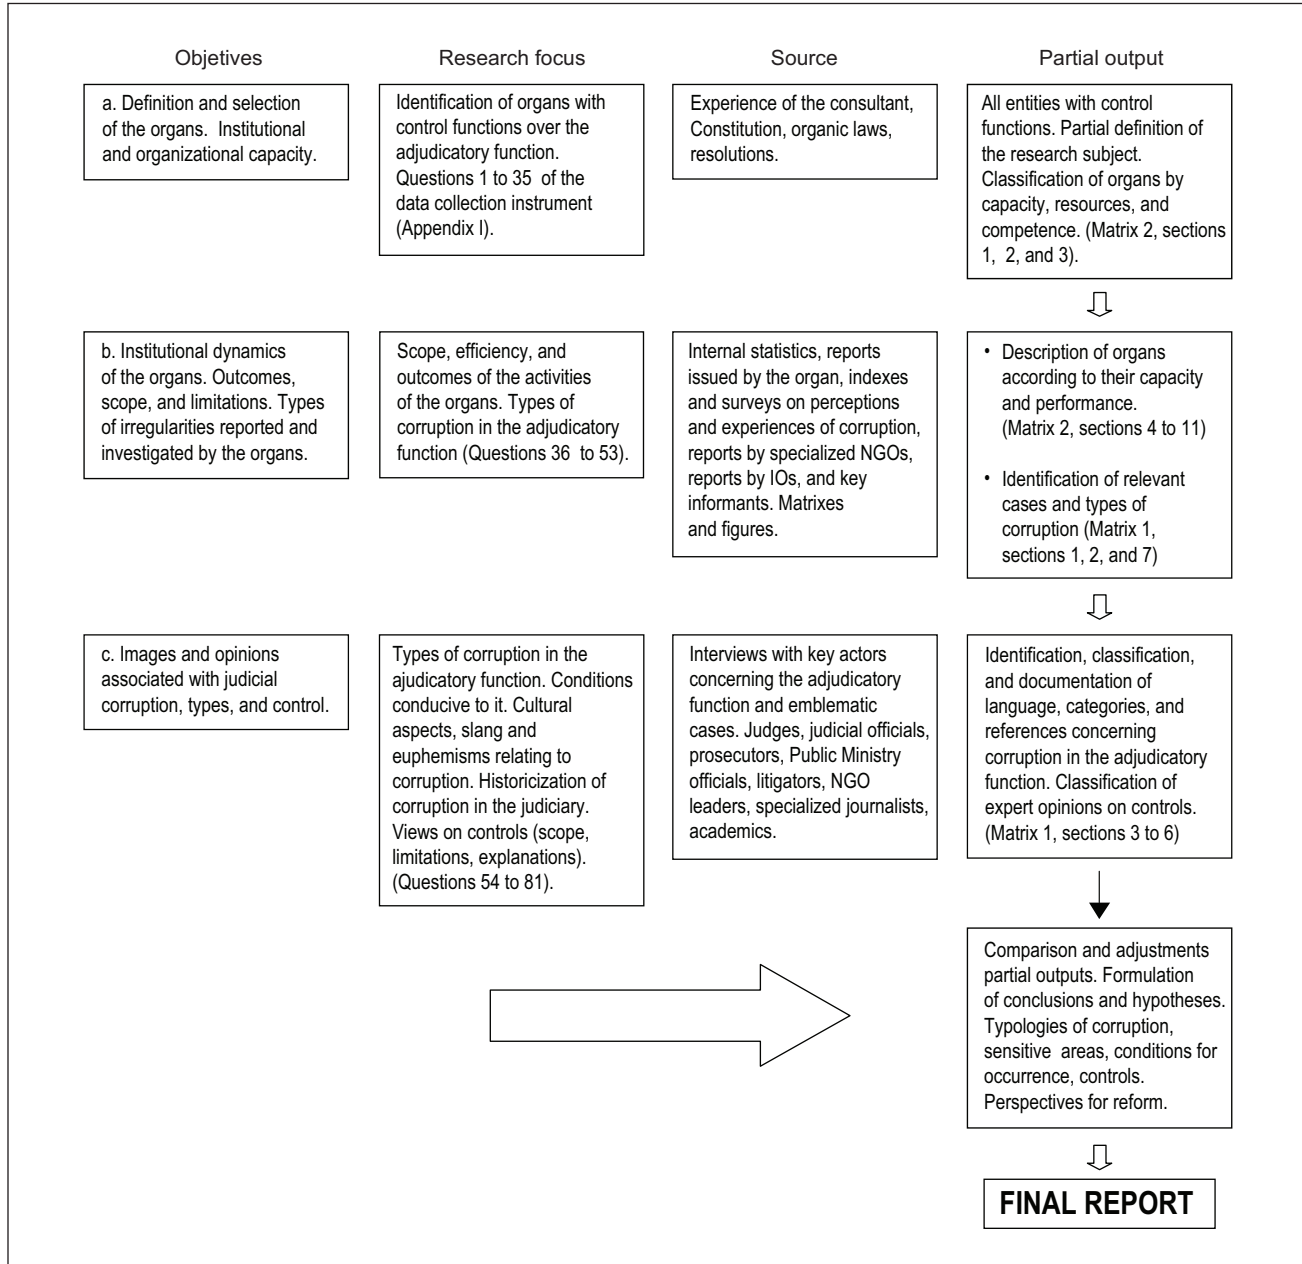 Objetives
Research focus
Source
Partial output
a. Definition and selection
of the organs.  Institutional
and organizational capacity.
Identification of organs with
control functions over the
adjudicatory function.
Questions 1 to 35  of the
data collection instrument
(Appendix I).
Experience of the consultant,
Constitution, organic laws,
resolutions.
All entities with control
functions. Partial definition of
the research subject.
Classification of organs by
capacity, resources, and
competence. (Matrix 2, sections
1,  2, and 3).
b. Institutional dynamics
of the organs. Outcomes,
scope, and limitations. Types
of irregularities reported and
investigated by the organs.
Scope, efficiency, and
outcomes of the activities
of the organs. Types of
corruption in the adjudicatory
function (Questions 36  to 53).
Internal statistics, reports
issued by the organ, indexes
and surveys on perceptions
and experiences of corruption,
reports by specialized NGOs,
reports by IOs, and key
informants. Matrixes
and figures.
• Description of organs
according to their capacity
and performance.
(Matrix 2, sections 4 to 11)
• Identification of relevant
cases and types of
corruption (Matrix 1,
sections 1, 2, and 7)
c. Images and opinions
associated with judicial
corruption, types, and control.
Types of corruption in the
ajudicatory function. Conditions
conducive to it. Cultural
aspects, slang and
euphemisms relating to
corruption. Historicization of
corruption in the judiciary.
Views on controls (scope,
limitations, explanations).
(Questions 54 to 81).
Interviews with key actors
concerning the adjudicatory
function and emblematic
cases. Judges, judicial officials,
prosecutors, Public Ministry
officials, litigators, NGO
leaders, specialized journalists,
academics.
Identification, classification,
and documentation of
language, categories, and
references concerning
corruption in the adjudicatory
function. Classification of
expert opinions on controls.
(Matrix 1, sections 3 to 6)
Comparison and adjustments
partial outputs. Formulation
of conclusions and hypotheses.
Typologies of corruption,
sensitive  areas, conditions for
occurrence, controls.
Perspectives for reform.
FINAL REPORT